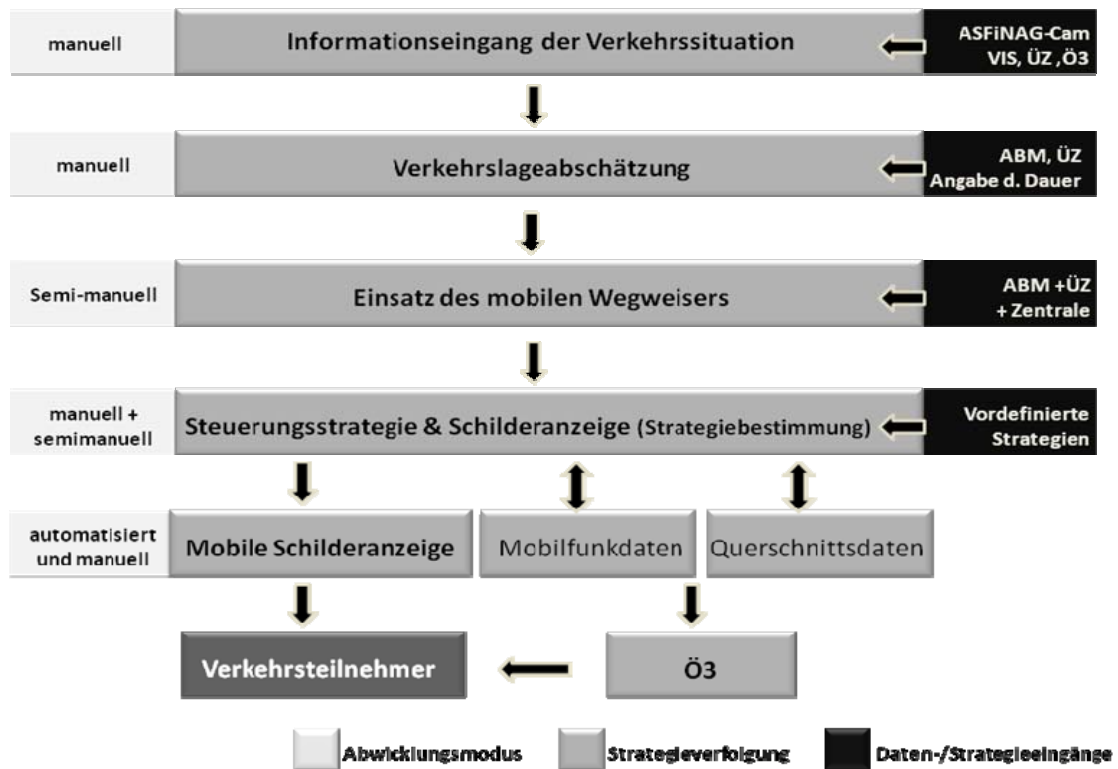 manuell
Informationseingang der Verkehrssituation
ASFiNAG-Cam
VIS, ÜZ ,Ö3
manuell
Verkehrslageabschätzung
ABM, ÜZ
Angabe d. Dauer
Semi-manuell
Einsatz des mobilen Wegweisers
ABM +ÜZ
+ Zentrale
manuell +
semimanuell
Steuerungsstrategie & Schilderanzeige (Strategiebestimmung)
Vordefinierte
Strategien
automatisiert
und manuell
Mobile Schilderanzeige
Mobilfunkdaten
Querschnittsdaten
Verkehrsteilnehmer
Ö3
Abwicklungsmodus
Strategieverfolgung
Daten-/Strategieeingänge